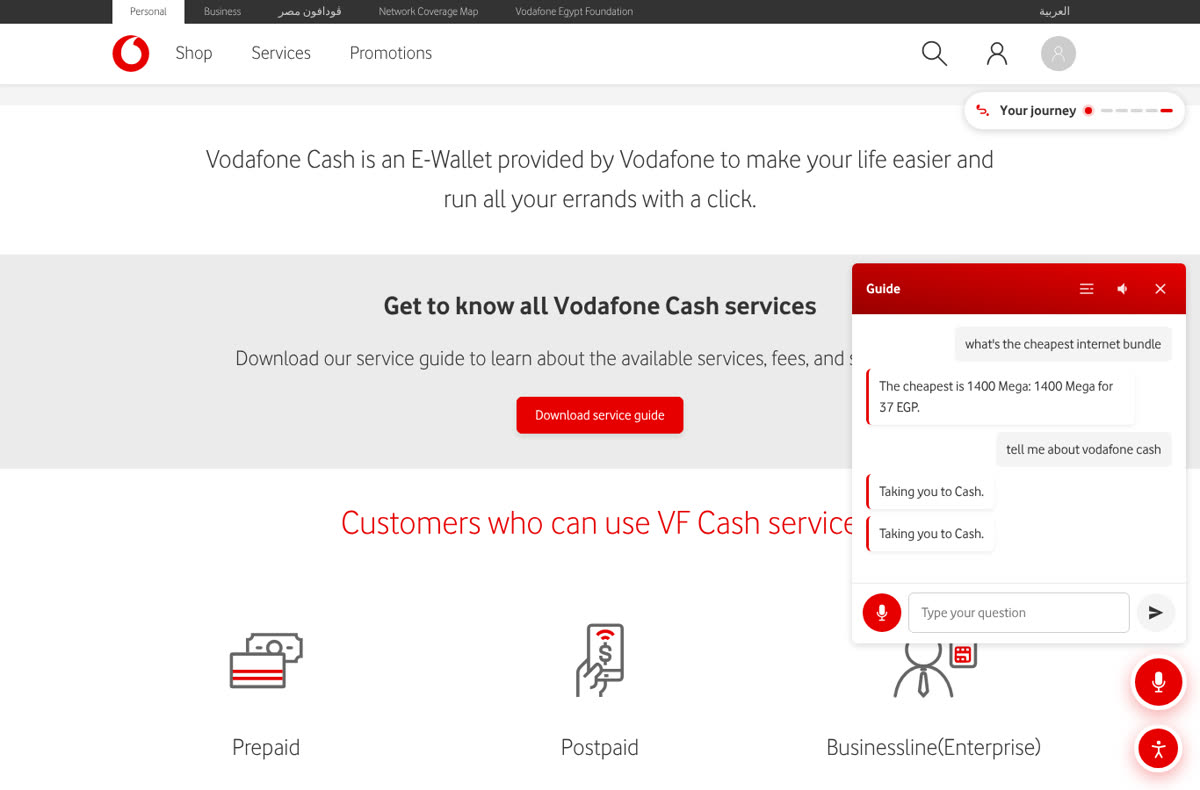 Personal
Business
ڤودافون مصر
Network Coverage Map
Vodafone Egypt Foundation
العربية
Shop
Services
Promotions
Your journey
Vodafone Cash is an E-Wallet provided by Vodafone to make your life easier and
run all your errands with a click.
Get to know all Vodafone Cash services
Download our service guide to learn about the available services, fees, and
Download service guide
Customers who can use VF Cash service
Prepaid
Postpaid
Businessline(Enterprise)
Guide
what's the cheapest internet bundle
The cheapest is 1400 Mega: 1400 Mega for
37 EGP.
tell me about vodafone cash
Taking you to Cash.
Taking you to Cash.
Type your question